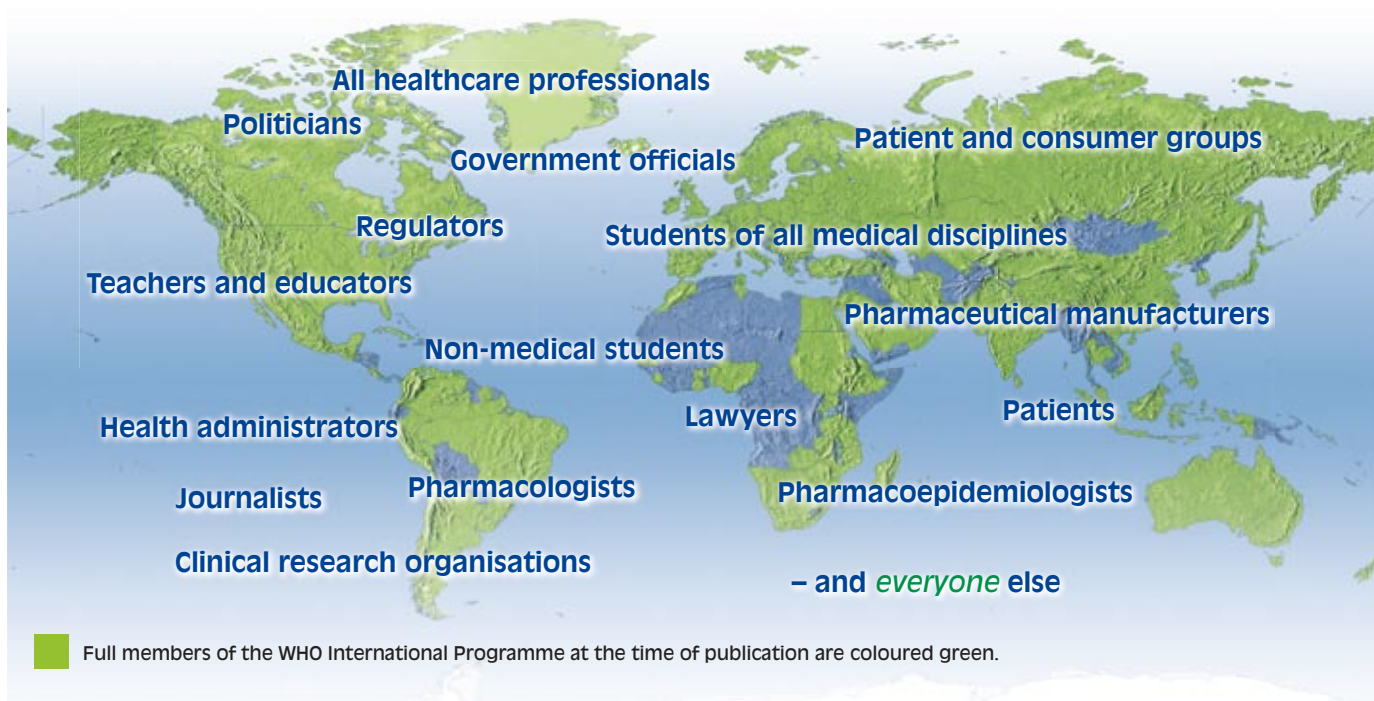 All healthcare professionals
Politicians
Patient and consumer groups
Government officials
Regulators
Students of all medical disciplines
Teachers and educators
Pharmaceutical manufacturers
Non-medical students
Lawyers
Patients
Health administrators
Pharmacologists
Pharmacoepidemiologists
Journalists
Clinical research organisations
– and everyone else
Full members of the WHO International Programme at the time of publication are coloured green.